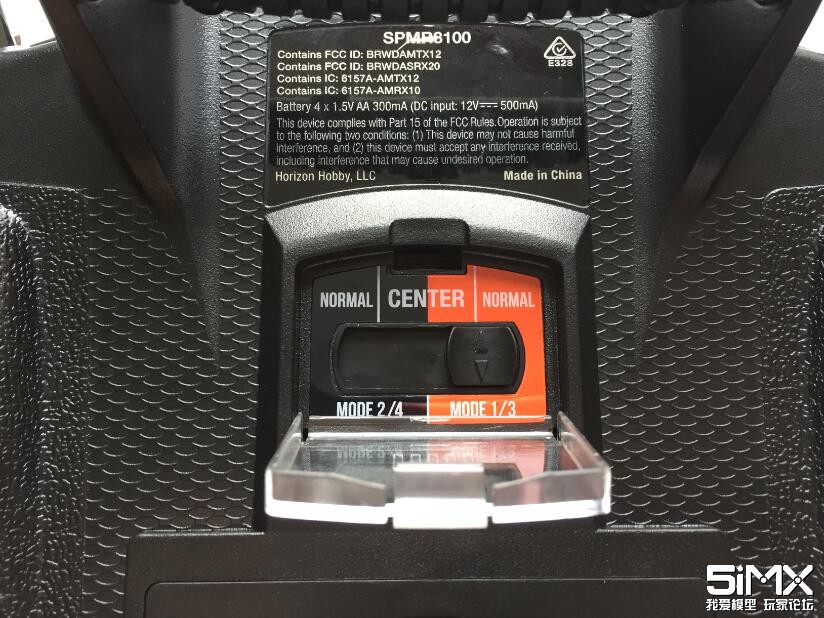 SPMR8100
Contains FCC ID: BRWDAMTX12
Contains FCC ID: BRWDASRX20
Contains IC: 6157A-AMTX12
Contains IC: 6157A-AMRX10
E328
Battery 4 x 1.5V AA 300mA (DC input: 12V⎓500mA)
This device complies with Part 15 of the FCC Rules. Operation is subject
to the following two conditions: (1) This device may not cause harmful
interference, and (2) this device must accept any interference received,
including interference that may cause undesired operation.
Horizon Hobby, LLC Made in China
NORMAL CENTER NORMAL
MODE 2/4 MODE 1/3
5iMX
我爱模型 玩家论坛